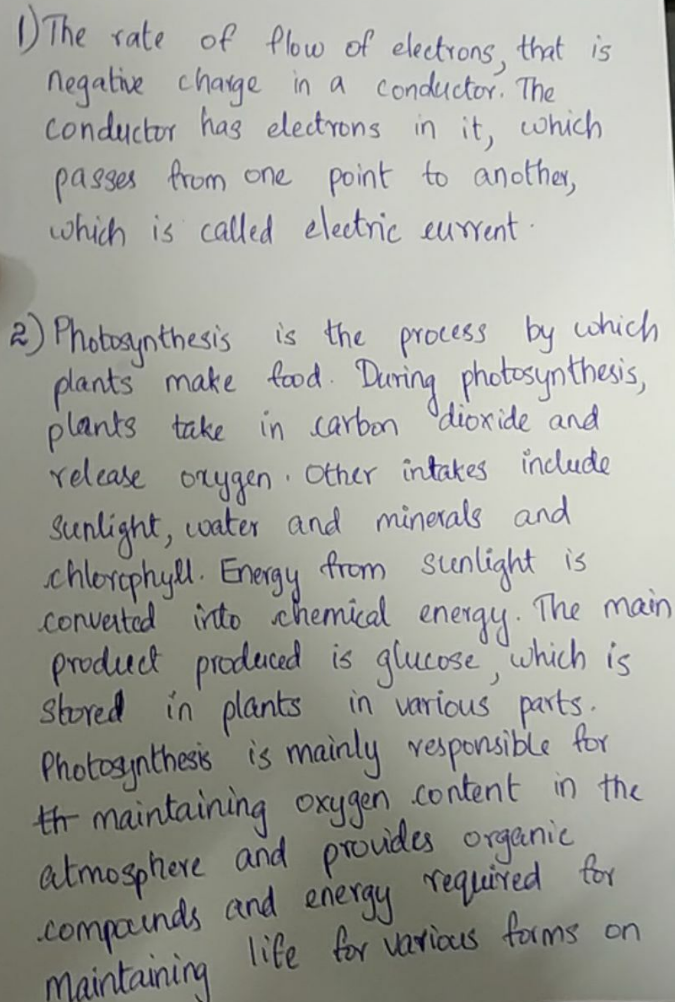 1) The rate of flow of electrons, that is
negative charge in a conductor. The
conductor has electrons in it, which
passes from one point to another,
which is called electric current.
2) Photosynthesis is the process by which
plants make food. During photosynthesis,
plants take in carbon dioxide and
release oxygen. Other intakes include
sunlight, water and minerals and
chlorophyll. Energy from sunlight is
converted into chemical energy. The main
product produced is glucose, which is
stored in plants in various parts.
Photosynthesis is mainly responsible for
th maintaining oxygen content in the
atmosphere and provides organic
compounds and energy required for
maintaining life for various forms on